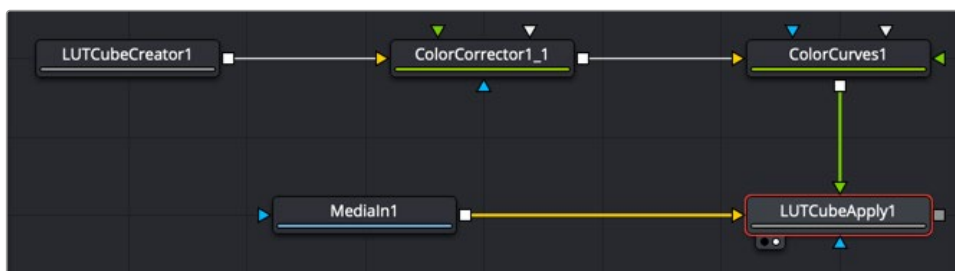 LUTCubeCreator1
ColorCorrector1_1
ColorCurves1
MediaIn1
LUTCubeApply1